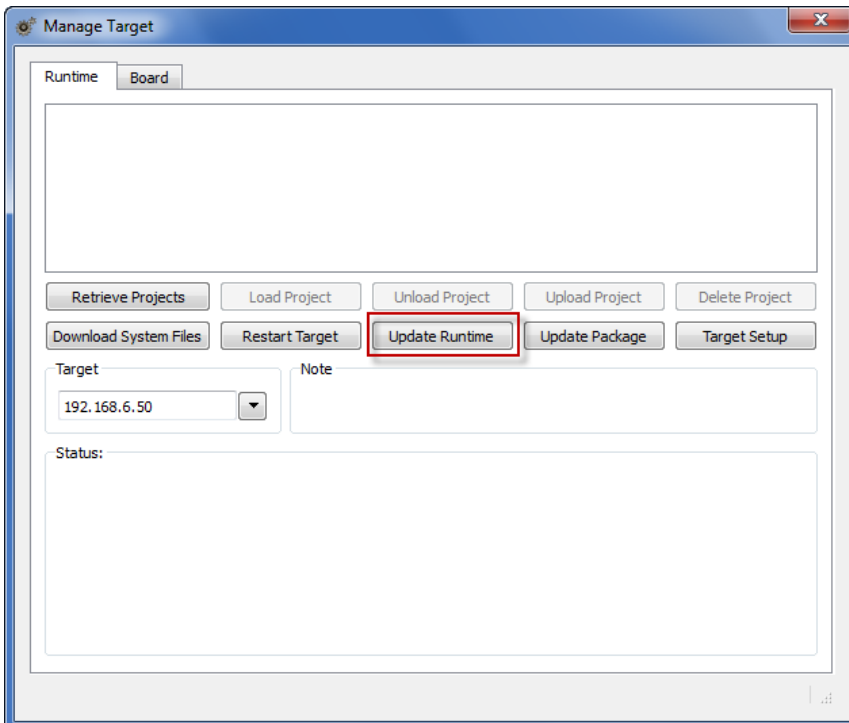 Manage Target
Runtime Board
Retrieve Projects Load Project Unload Project Upload Project Delete Project
Download System Files Restart Target Update Runtime Update Package Target Setup
Target Note
192.168.6.50
Status: